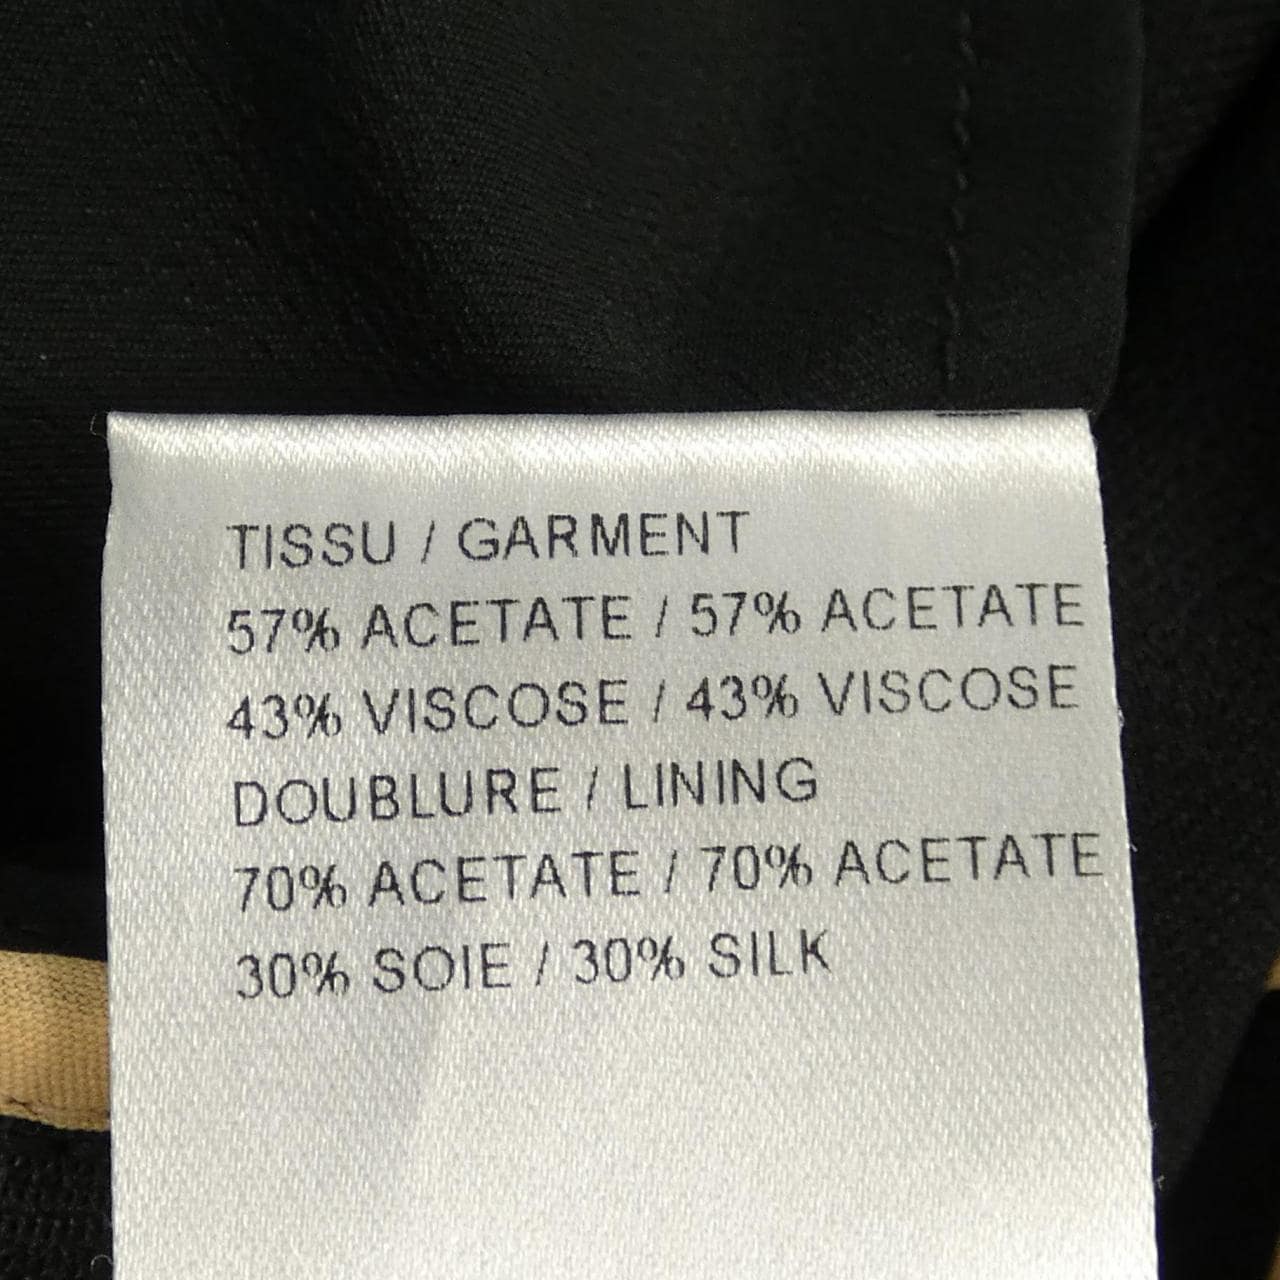 TISSU / GARMENT
57% ACETATE / 57% ACETATE
43% VISCOSE / 43% VISCOSE
DOUBLURE / LINING
70% ACETATE / 70% ACETATE
30% SOIE / 30% SILK